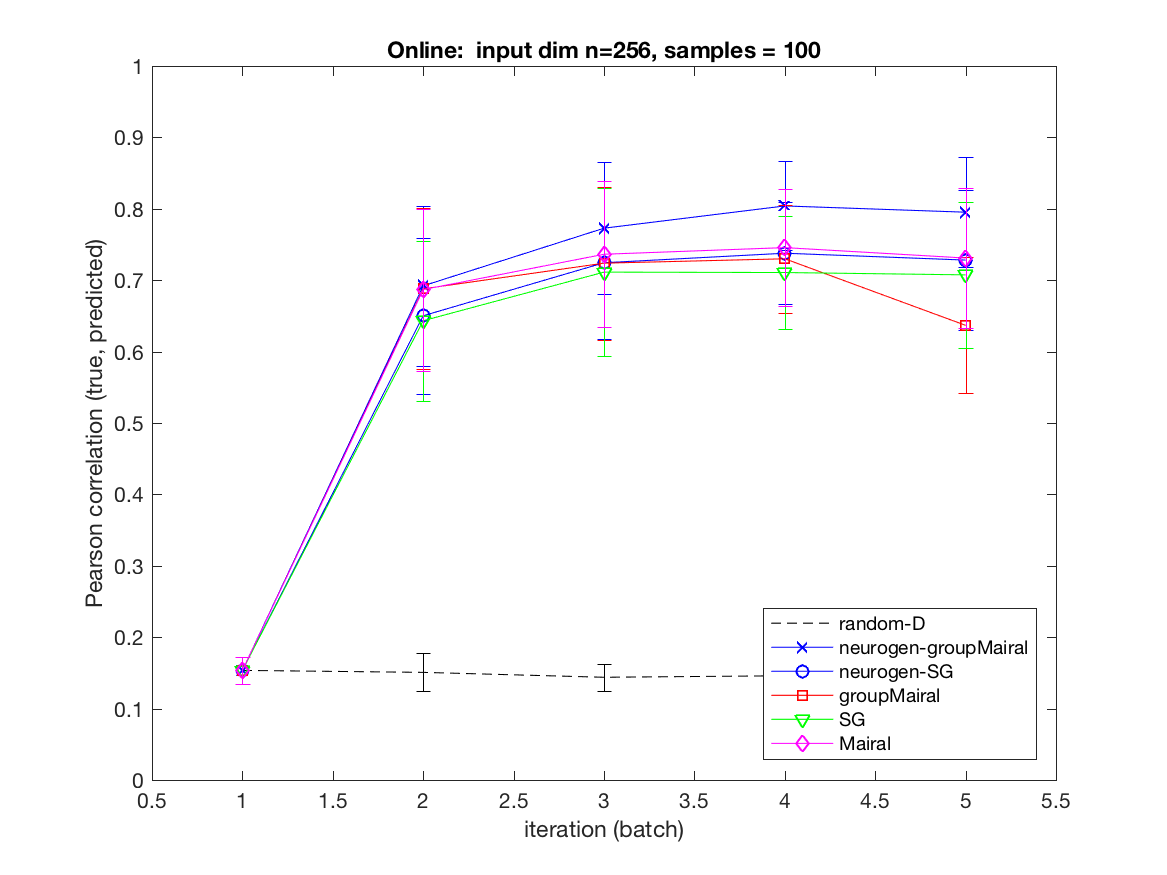 Online:  input dim n=256, samples = 100
Pearson correlation (true, predicted)
1
0.9
0.8
0.7
0.6
0.5
0.4
0.3
0.2
0.1
0
0.5 1 1.5 2 2.5 3 3.5 4 4.5 5 5.5
iteration (batch)
random-D
neurogen-groupMairal
neurogen-SG
groupMairal
SG
Mairal